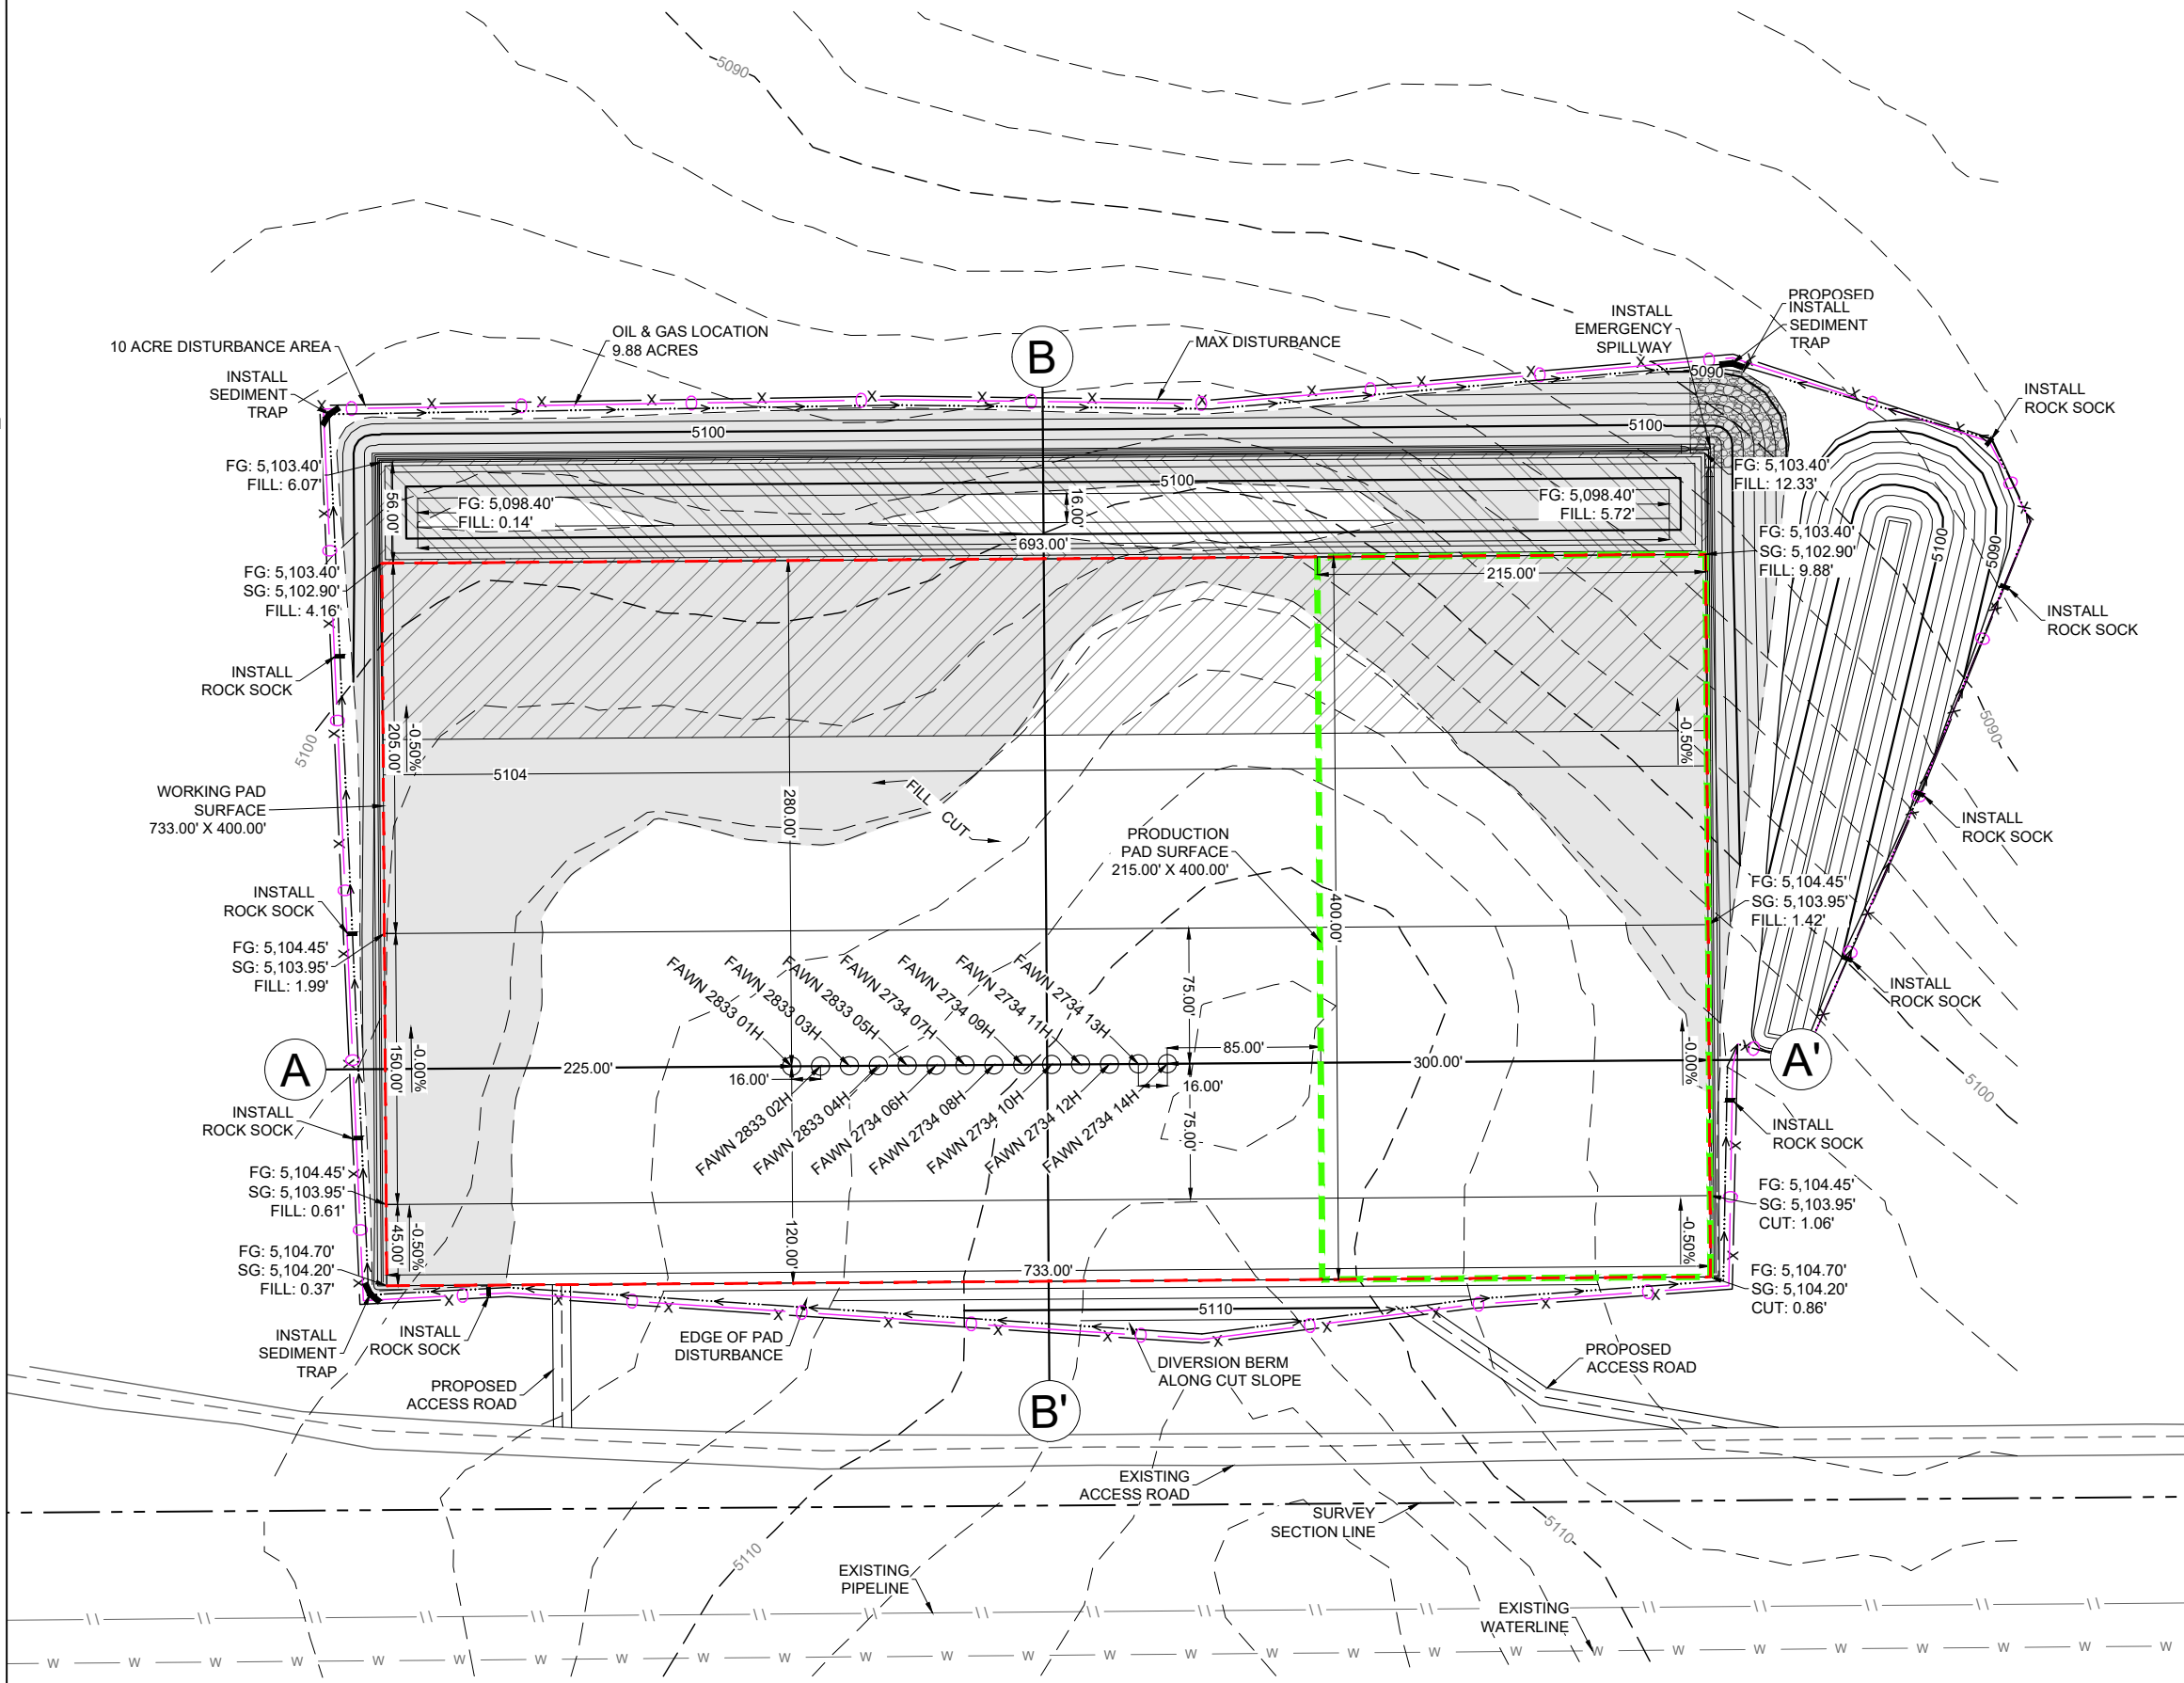 5090
PROPOSED
INSTALL
SEDIMENT
TRAP
INSTALL
EMERGENCY
SPILLWAY
OIL & GAS LOCATION
9.88 ACRES
10 ACRE DISTURBANCE AREA
B
MAX DISTURBANCE
INSTALL
SEDIMENT
TRAP
5090
INSTALL
ROCK SOCK
5100
5100
FG: 5,103.40'
FILL: 6.07'
FG: 5,103.40'
FILL: 12.33'
56.00'
5100
16.00'
FG: 5,098.40'
FILL: 0.14'
FG: 5,098.40'
FILL: 5.72'
693.00'
FG: 5,103.40'
SG: 5,102.90'
FILL: 9.88'
5100
5090
FG: 5,103.40'
SG: 5,102.90'
FILL: 4.16'
215.00'
INSTALL
ROCK SOCK
INSTALL
ROCK SOCK
5100
205.00'
-0.50%
-0.50%
5090
5104
WORKING PAD
SURFACE
733.00' X 400.00'
280.00'
FILL
CUT
PRODUCTION
PAD SURFACE
215.00' X 400.00'
INSTALL
ROCK SOCK
FG: 5,104.45'
SG: 5,103.95'
FILL: 1.42'
INSTALL
ROCK SOCK
400.00'
FG: 5,104.45'
SG: 5,103.95'
FILL: 1.99'
FAWN 2833 01H
FAWN 2833 03H
FAWN 2833 05H
FAWN 2734 07H
FAWN 2734 09H
FAWN 2734 11H
FAWN 2734 13H
75.00'
INSTALL
ROCK SOCK
A
225.00'
150.00'
-0.00%
16.00'
85.00'
16.00'
300.00'
-0.00%
A'
5100
FAWN 2833 02H
FAWN 2833 04H
FAWN 2734 06H
FAWN 2734 08H
FAWN 2734 10H
FAWN 2734 12H
FAWN 2734 14H
75.00'
INSTALL
ROCK SOCK
INSTALL
ROCK SOCK
FG: 5,104.45'
SG: 5,103.95'
FILL: 0.61'
FG: 5,104.45'
SG: 5,103.95'
CUT: 1.06'
45.00'
-0.50%
120.00'
-0.50%
FG: 5,104.70'
SG: 5,104.20'
FILL: 0.37'
733.00'
FG: 5,104.70'
SG: 5,104.20'
CUT: 0.86'
5110
INSTALL
SEDIMENT
TRAP
INSTALL
ROCK SOCK
EDGE OF PAD
DISTURBANCE
DIVERSION BERM
ALONG CUT SLOPE
PROPOSED
ACCESS ROAD
PROPOSED
ACCESS ROAD
B'
EXISTING
ACCESS ROAD
SURVEY
SECTION LINE
5110
5110
EXISTING
PIPELINE
EXISTING
WATERLINE
W W W W W W W W W W W W W W W W W W W W W W W W W W W